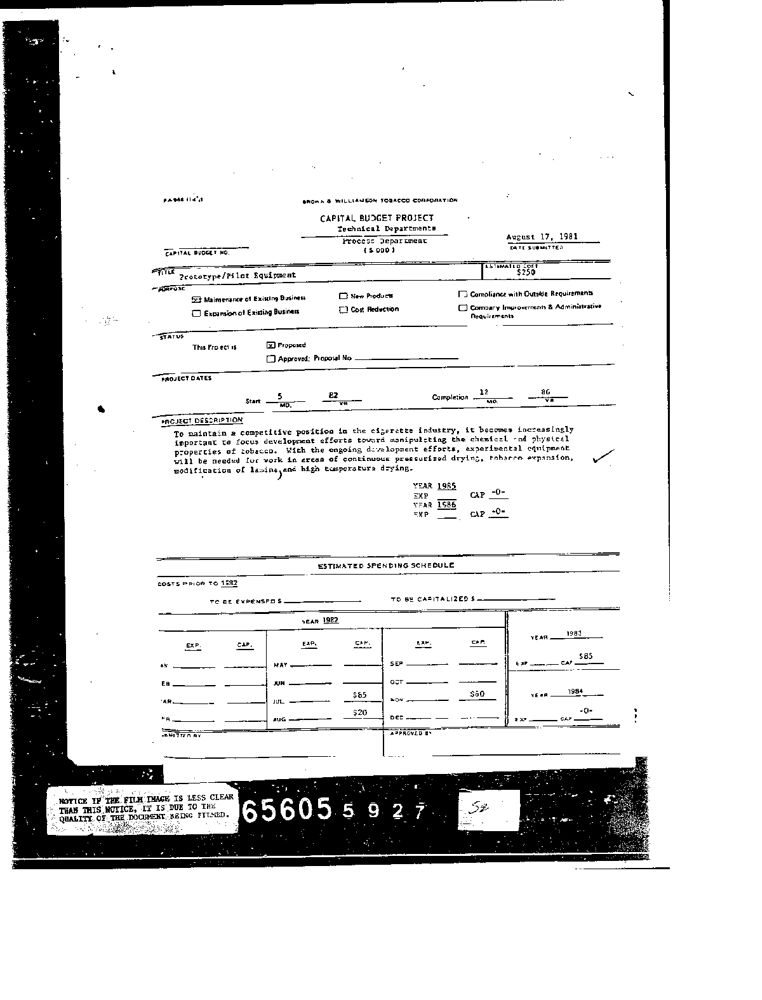 BROWN & WILLIAMSON TOBACCO CORPORATION
CAPITAL BUDGET PROJECT
Technical Departments
Process Department
($000)
August 17, 1981
DATE SUBMITTED
CAPITAL BUDGET NO.
TITLE Prototype/Pilot Equipment
ESTIMATED COST
$250
PURPOSE
☒ Maintenance of Existing Business ☐ New Products ☐ Compliance with Outside Requirements
☐ Expansion of Existing Business ☐ Cost Reduction ☐ Company Improvements & Administrative
Requirements
STATUS
This Project is ☒ Proposed
☐ Approved; Proposal No.
PROJECT DATES
Start 5 82 Completion 12 86
MO. YR MO. YR
PROJECT DESCRIPTION
To maintain a competitive position in the cigarette industry, it becomes increasingly
important to focus development efforts toward manipulating the chemical and physical
properties of tobacco. With the ongoing development efforts, experimental equipment
will be needed for work in areas of continuous pressurized drying, tobacco expansion,
modification of lamina, and high temperature drying.
YEAR 1985
EXP CAP -0-
YEAR 1986
EXP CAP -0-
ESTIMATED SPENDING SCHEDULE
COSTS PRIOR TO 1982
TO BE EXPENSED $ TO BE CAPITALIZED $
YEAR 1982
EXP. CAP. EXP. CAP. EXP. CAP. YEAR 1983
AN MAY SEP EXP CAP $85
EB JUN OCT
AR JUL $85 NOV $60 YEAR 1984
PR AUG $20 DEC EXP CAP -0-
APPROVED BY
NOTICE IF THE FILM IMAGE IS LESS CLEAR
THAN THIS NOTICE, IT IS DUE TO THE
QUALITY OF THE DOCUMENT BEING FILMED.
65605 5927